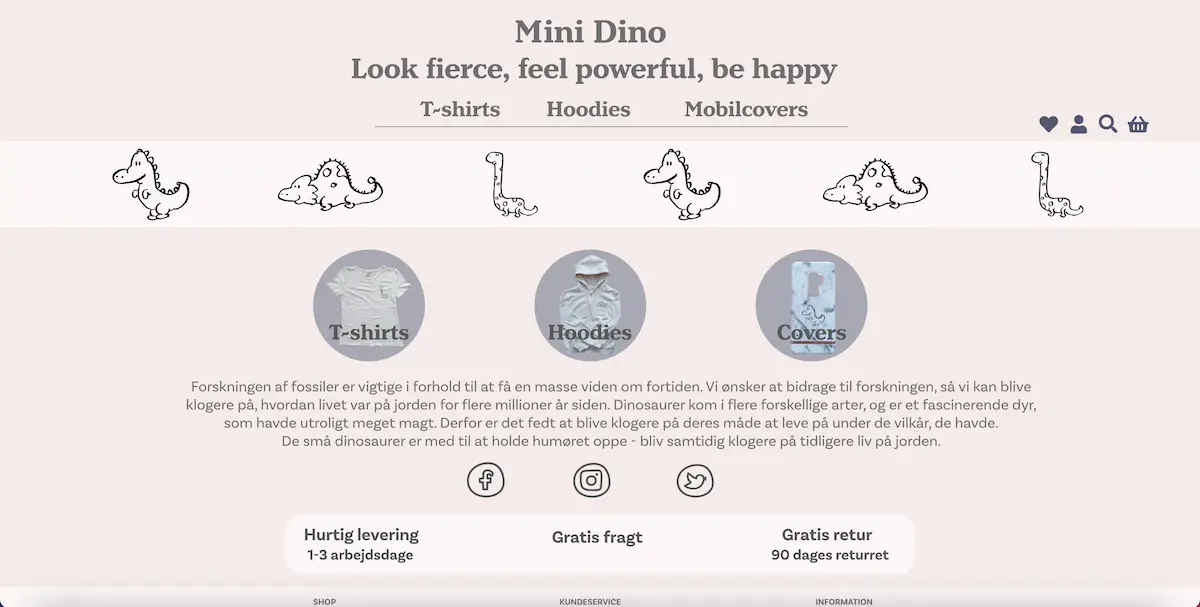 Mini Dino
Look fierce, feel powerful, be happy
T-shirts Hoodies Mobilcovers
T-shirts Hoodies Covers
Forskningen af fossiler er vigtige i forhold til at få en masse viden om fortiden. Vi ønsker at bidrage til forskningen, så vi kan blive
klogere på, hvordan livet var på jorden for flere millioner år siden. Dinosaurer kom i flere forskellige arter, og er et fascinerende dyr,
som havde utroligt meget magt. Derfor er det fedt at blive klogere på deres måde at leve på under de vilkår, de havde.
De små dinosaurer er med til at holde humøret oppe - bliv samtidig klogere på tidligere liv på jorden.
Hurtig levering Gratis fragt Gratis retur
1-3 arbejdsdage 90 dages returret
SHOP KUNDESERVICE INFORMATION